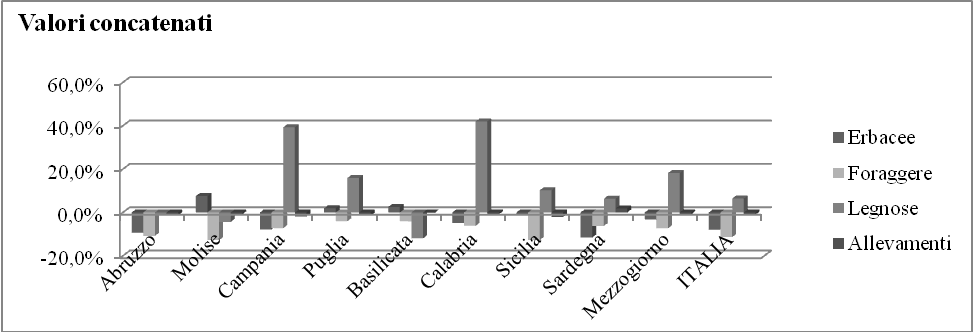 Valori concatenati
60,0%
40,0%
20,0%
0,0%
-20,0%
Abruzzo
Molise
Campania
Puglia
Basilicata
Calabria
Sicilia
Sardegna
Mezzogiorno
ITALIA
Erbacee
Foraggere
Legnose
Allevamenti